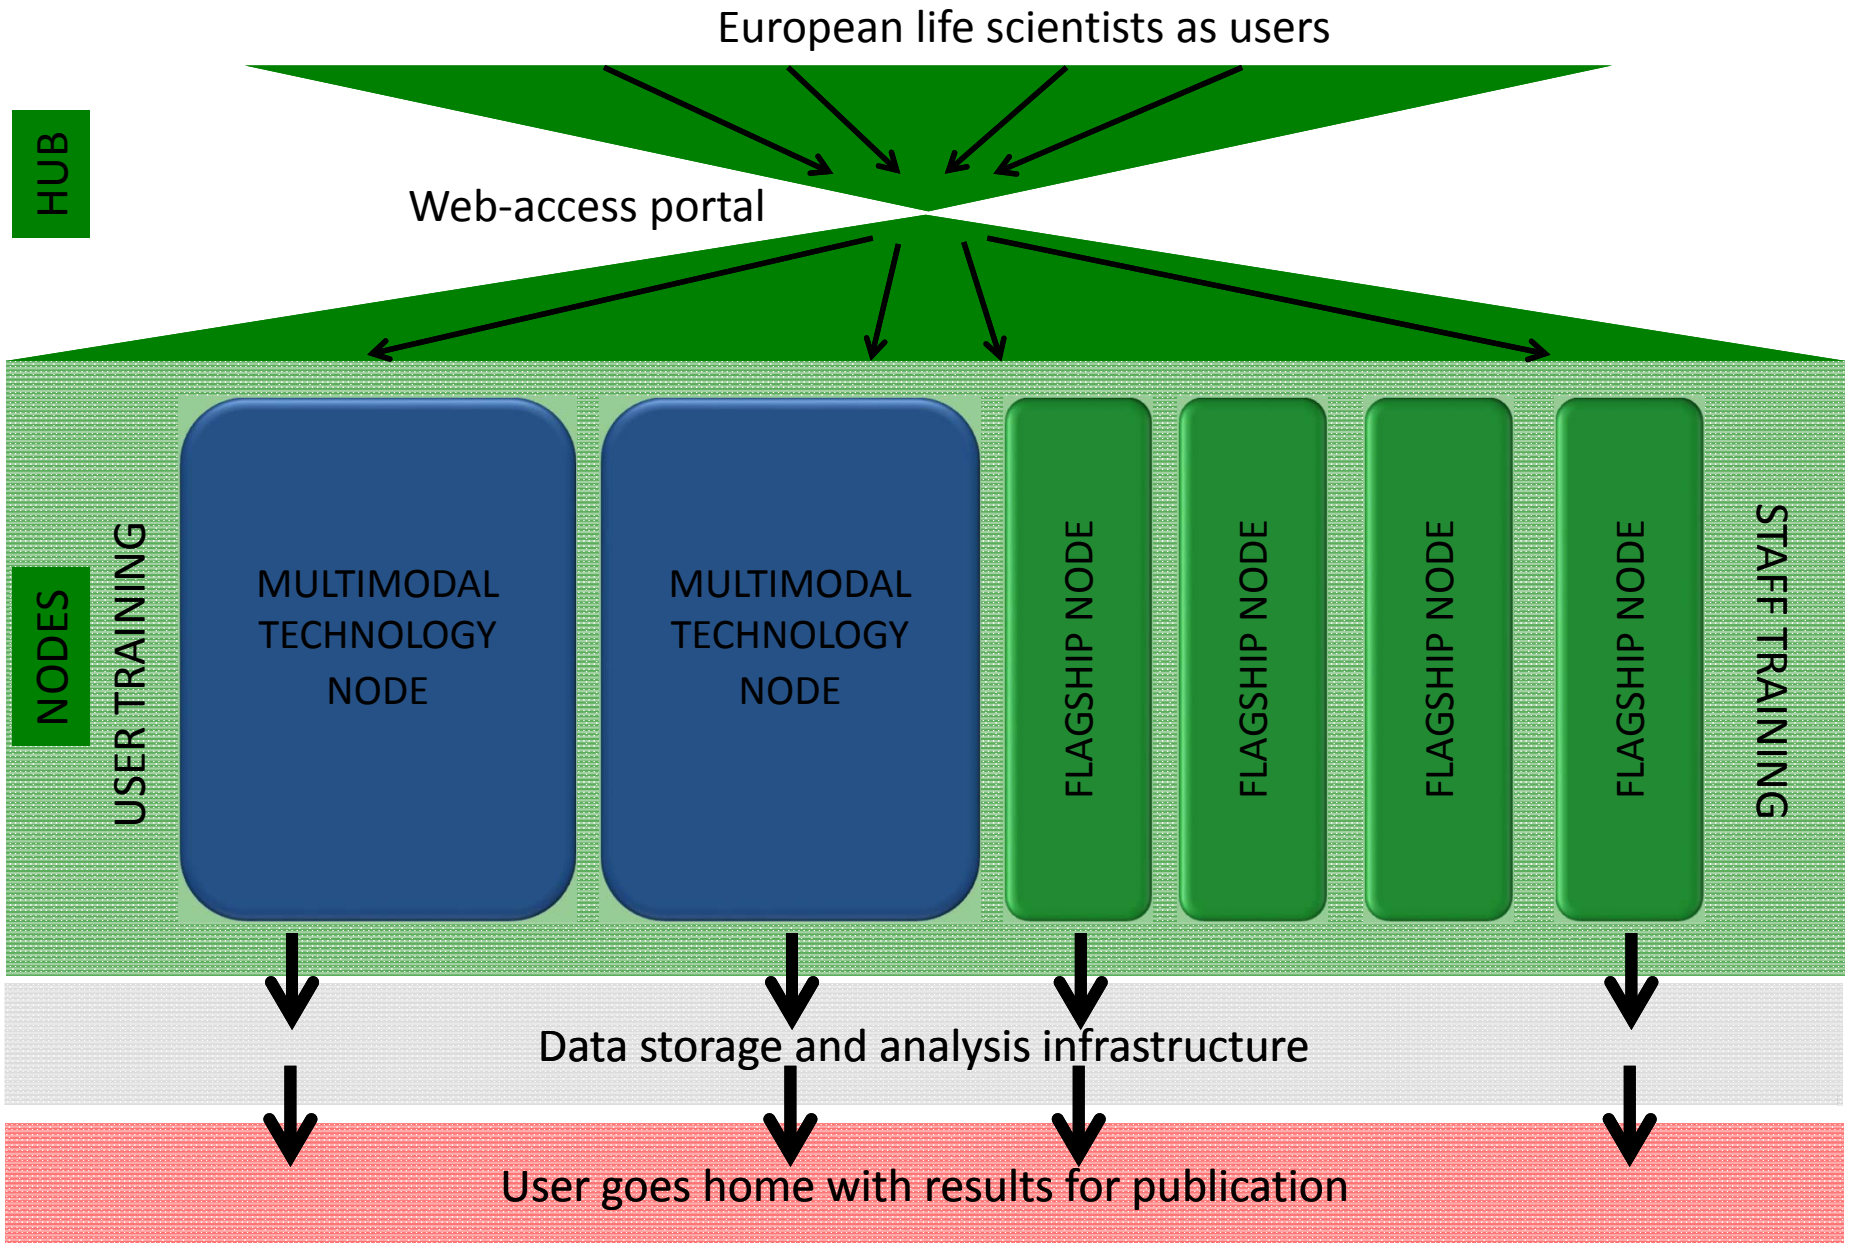 European life scientists as users
HUB
Web-access portal
NODES
USER TRAINING
MULTIMODAL
TECHNOLOGY
NODE
MULTIMODAL
TECHNOLOGY
NODE
FLAGSHIP NODE
FLAGSHIP NODE
FLAGSHIP NODE
FLAGSHIP NODE
STAFF TRAINING
Data storage and analysis infrastructure
User goes home with results for publication